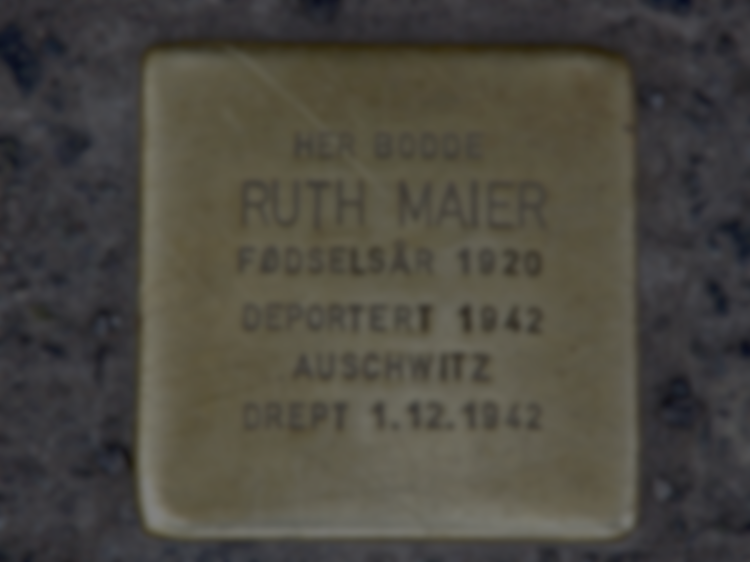 HER BODDE
RUTH MAIER
FØDSELSÅR 1920
DEPORTERT 1942
AUSCHWITZ
DREPT 1.12.1942